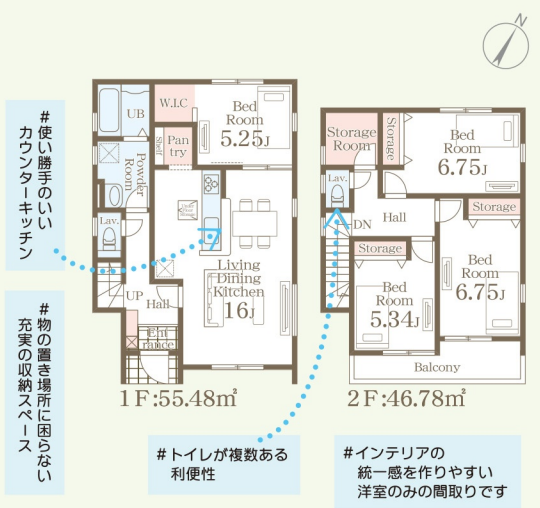 N
#使い勝手のいい
カウンターキッチン
#物の置き場所に困らない
充実の収納スペース
UB
W.I.C
Bed
Room
5.25J
Shelf
Pan
try
Powder
Room
Lav.
Living
Dining
Kitchen
16J
UP
Hall
Ent
rance
1F:55.48㎡
Storage
Room
Storage
Bed
Room
6.75J
Lav.
DN
Hall
Storage
Storage
Bed
Room
5.34J
Bed
Room
6.75J
Balcony
2F:46.78㎡
#トイレが複数ある
利便性
#インテリアの
統一感を作りやすい
洋室のみの間取りです